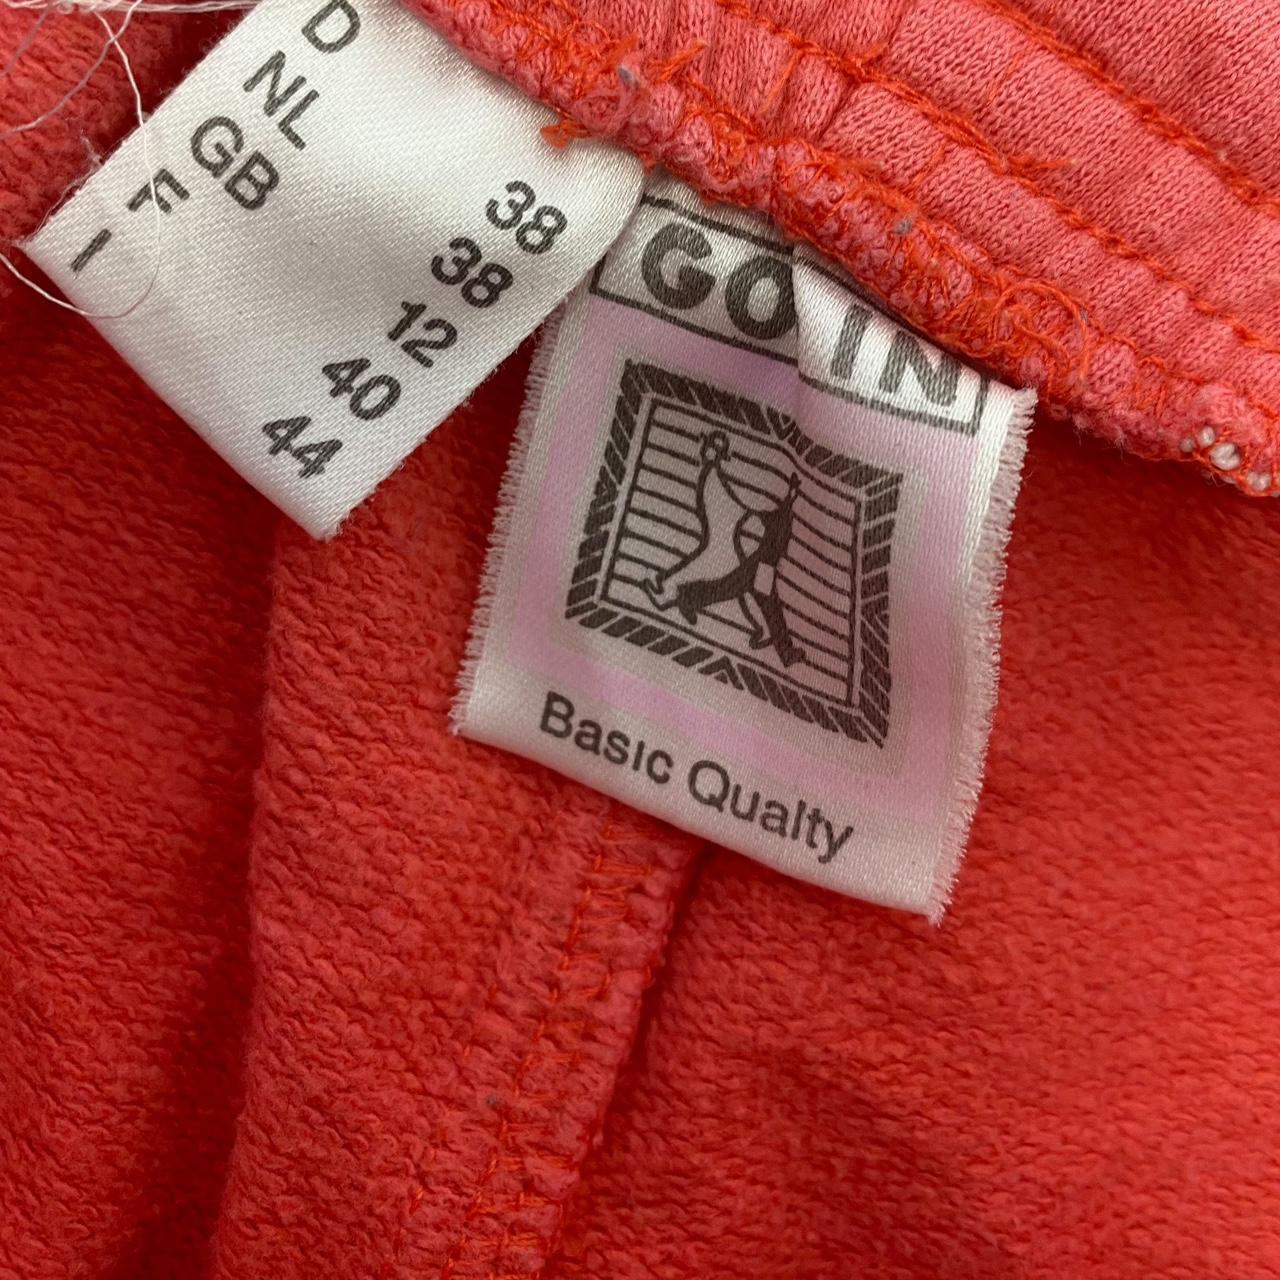 D 38
NL 38
GB 12
F 40
I 44
GO IN
Basic Qualty